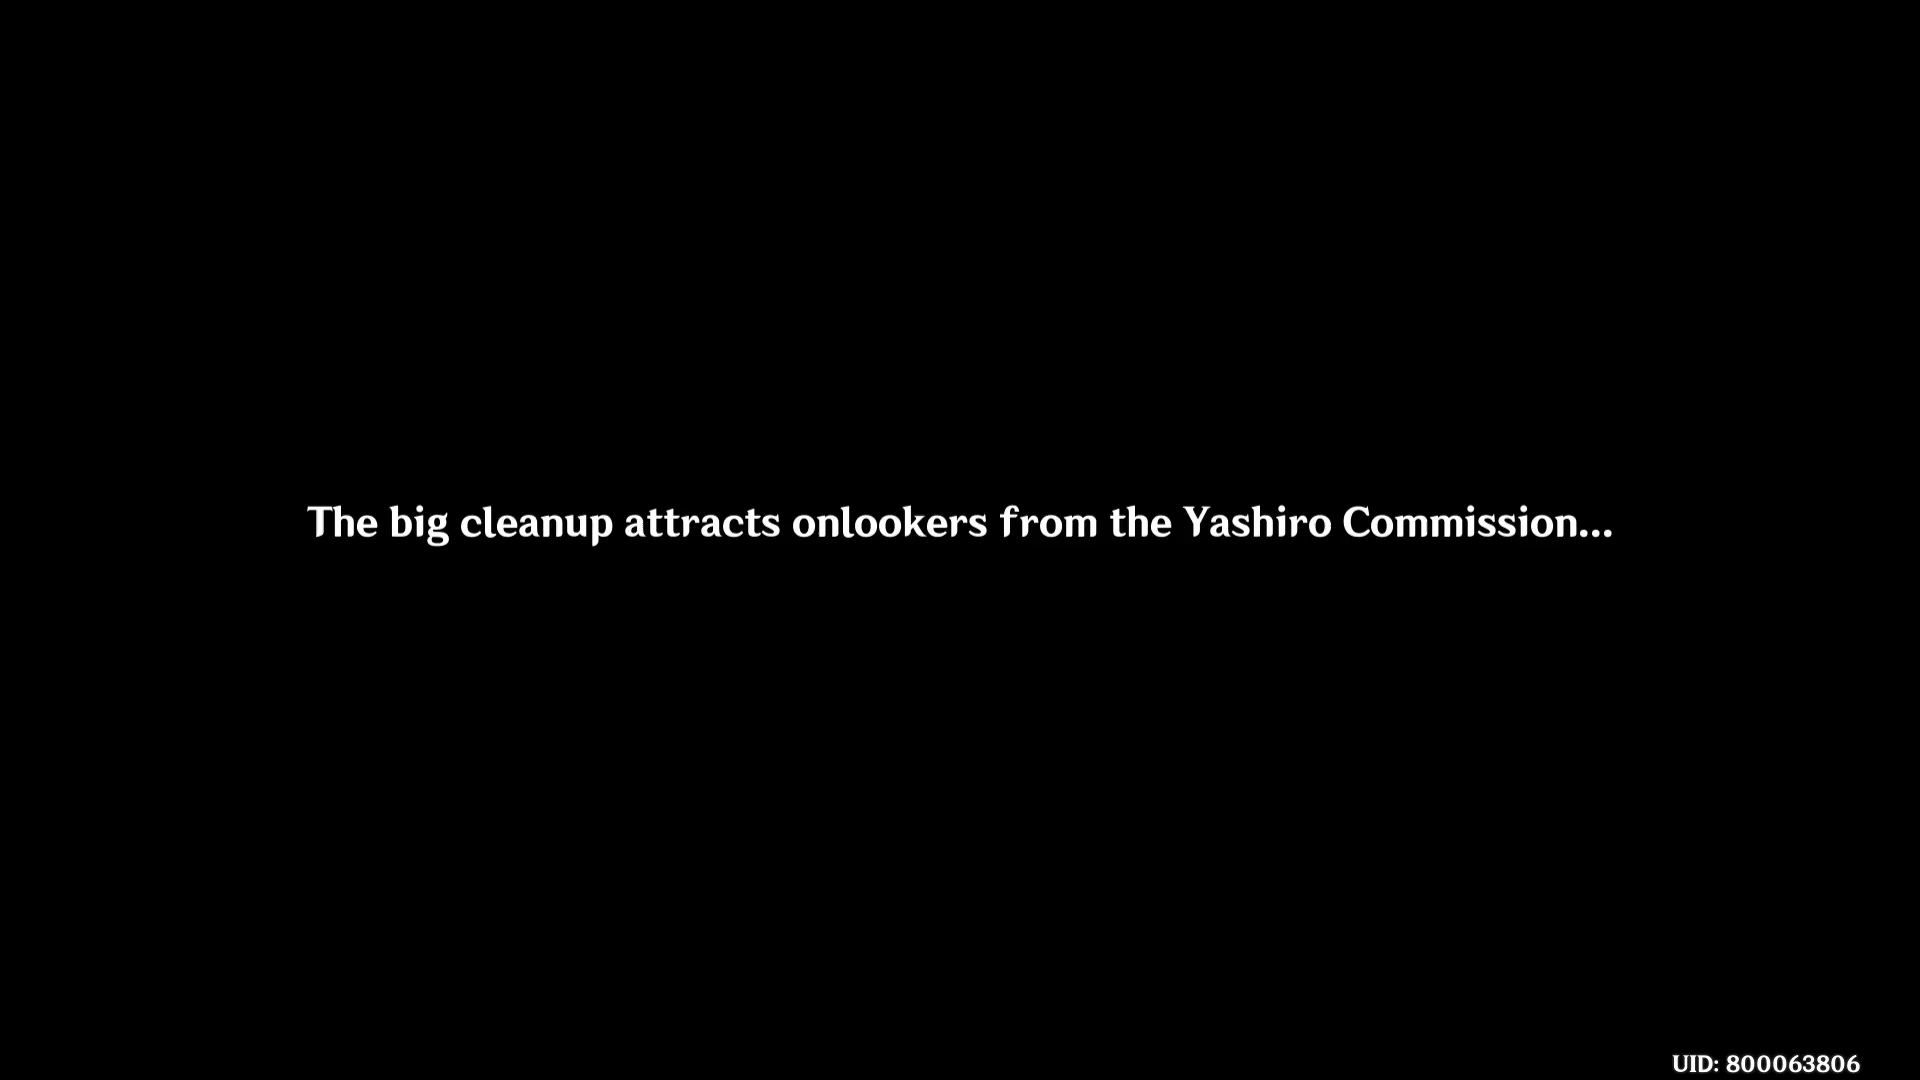 The big cleanup attracts onlookers from the Yashiro Commission...
UID: 800063806